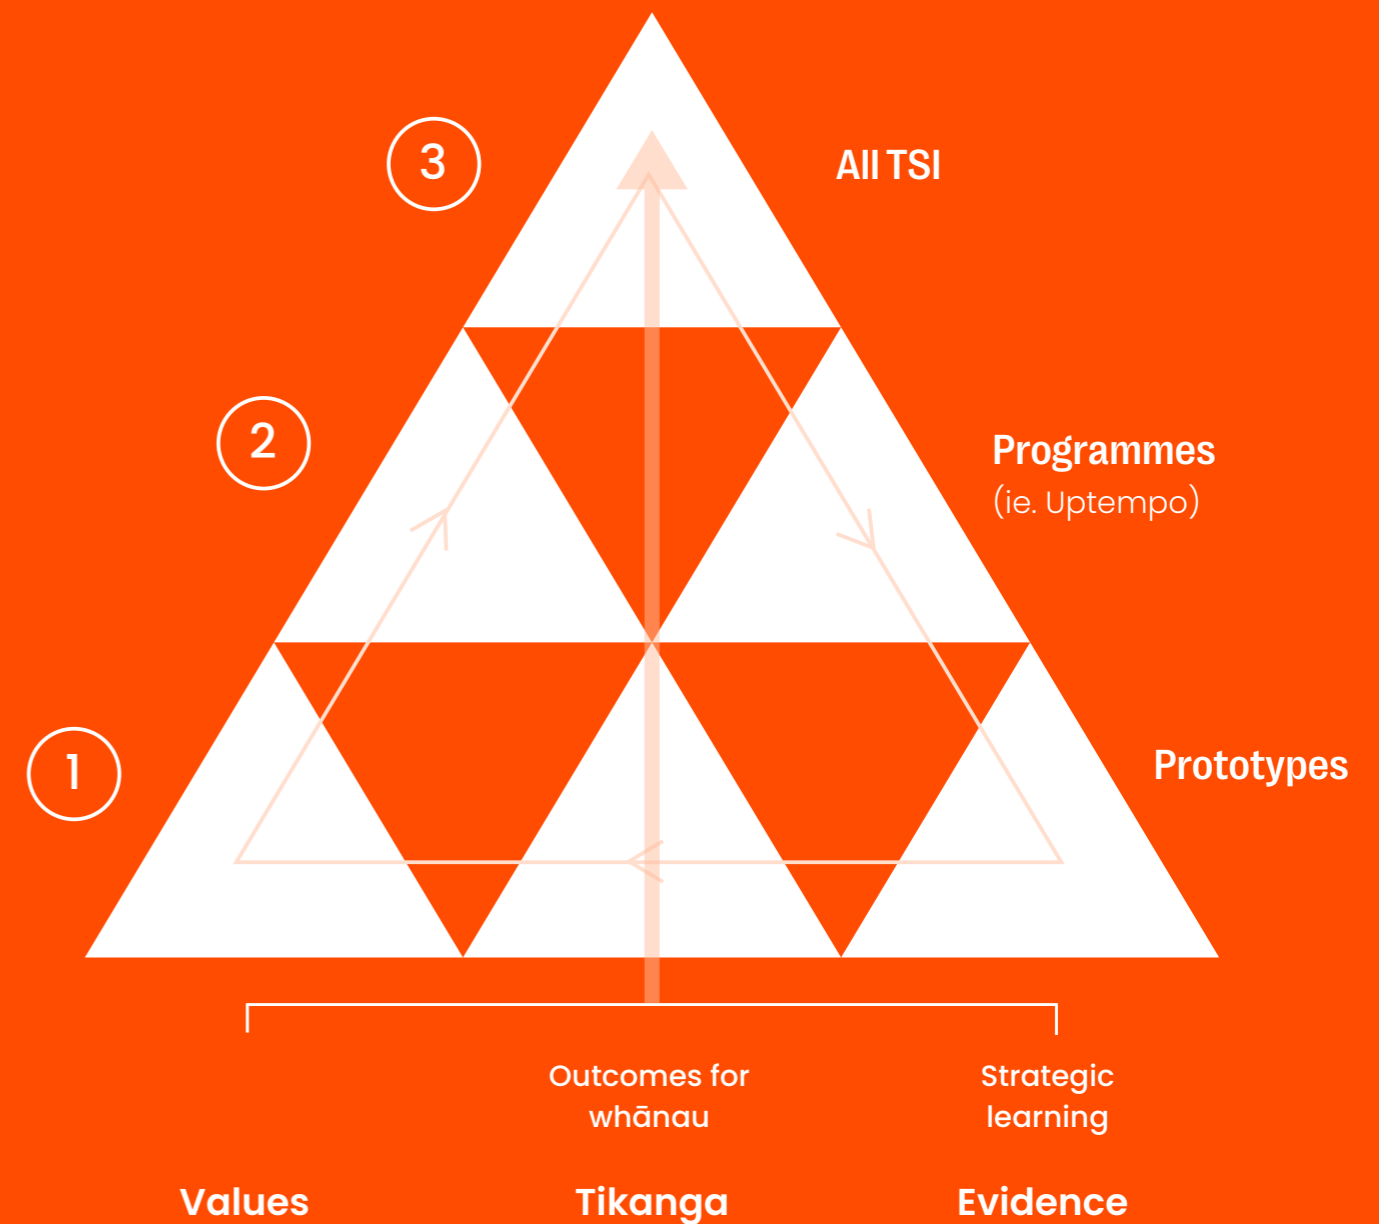 3
All TSI
2
Programmes
(ie. Uptempo)
1
Prototypes
Outcomes for
whānau
Strategic
learning
Values
Tikanga
Evidence